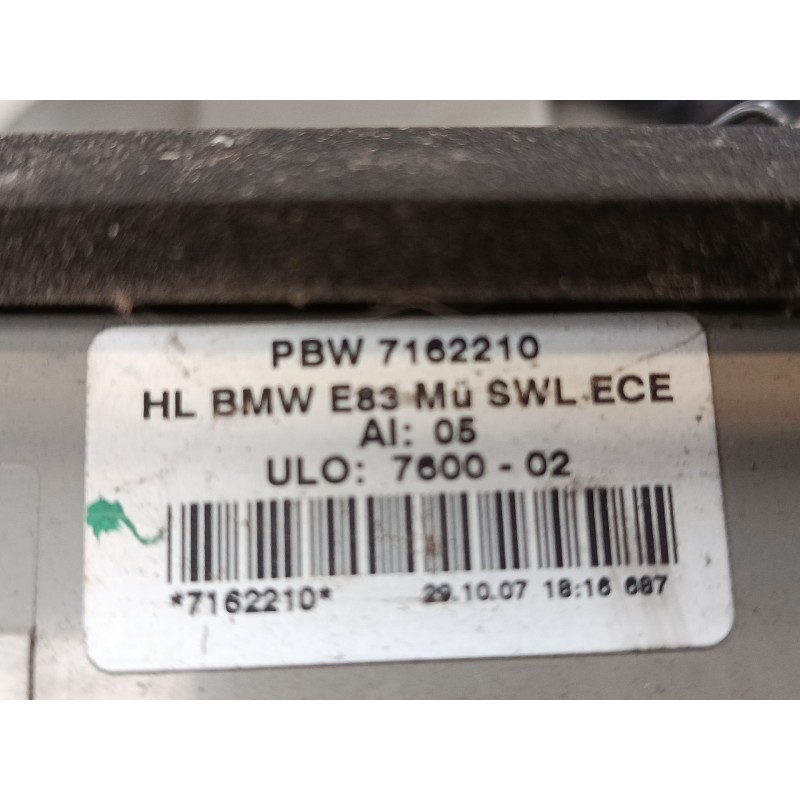 PBW 7162210
HL BMW E83 Mü SWL ECE
AI: 05
ULO: 7600 - 02
*7162210* 29.10.07 18:16 687